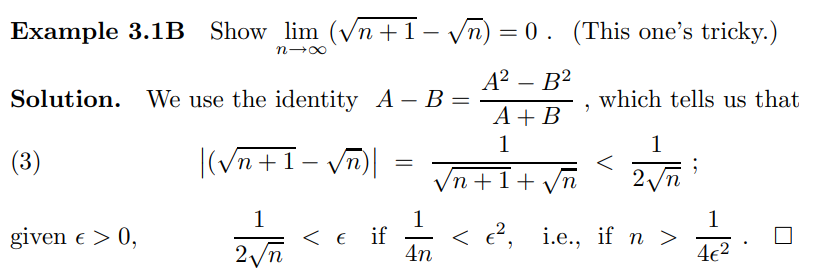 Example 3.1B Show lim_{n→∞} (√(n+1) − √n) = 0 . (This one's tricky.)
Solution. We use the identity A − B = (A² − B²)/(A + B) , which tells us that
(3) |(√(n+1) − √n)| = 1/(√(n+1) + √n) < 1/(2√n) ;
given ϵ > 0, 1/(2√n) < ϵ if 1/(4n) < ϵ², i.e., if n > 1/(4ϵ²) . □